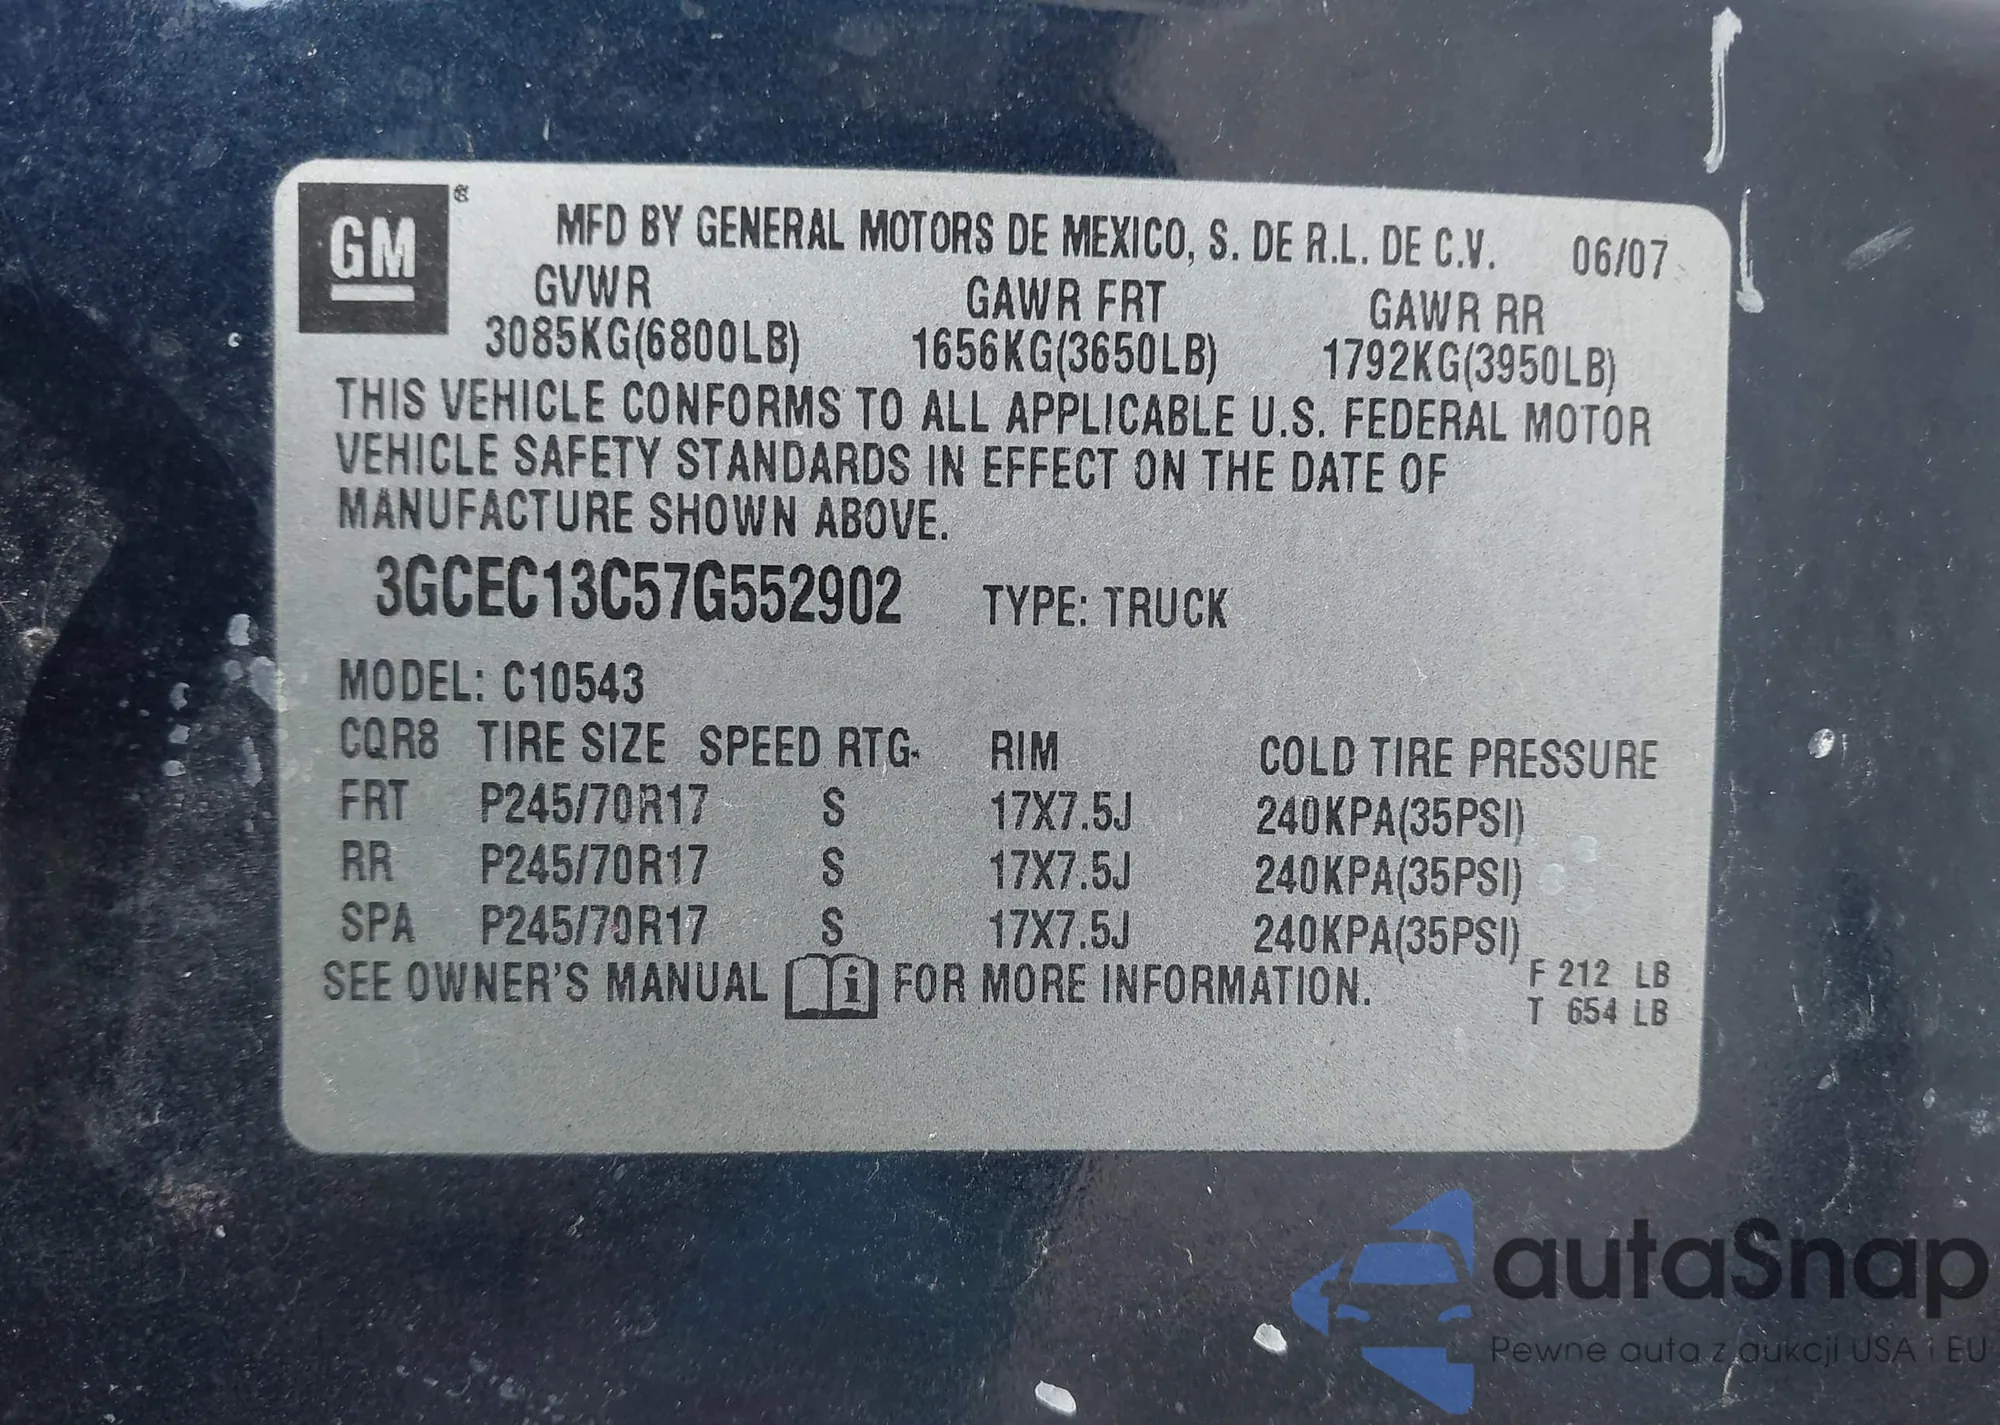 GM ®
MFD BY GENERAL MOTORS DE MEXICO, S. DE R.L. DE C.V. 06/07
GVWR GAWR FRT GAWR RR
3085KG(6800LB) 1656KG(3650LB) 1792KG(3950LB)
THIS VEHICLE CONFORMS TO ALL APPLICABLE U.S. FEDERAL MOTOR
VEHICLE SAFETY STANDARDS IN EFFECT ON THE DATE OF
MANUFACTURE SHOWN ABOVE.
3GCEC13C57G552902 TYPE: TRUCK
MODEL: C10543
CQR8 TIRE SIZE SPEED RTG. RIM COLD TIRE PRESSURE
FRT P245/70R17 S 17X7.5J 240KPA(35PSI)
RR P245/70R17 S 17X7.5J 240KPA(35PSI)
SPA P245/70R17 S 17X7.5J 240KPA(35PSI)
SEE OWNER'S MANUAL i FOR MORE INFORMATION.
F 212 LB
T 654 LB
autaSnap
Pewne auta z aukcji USA i EU